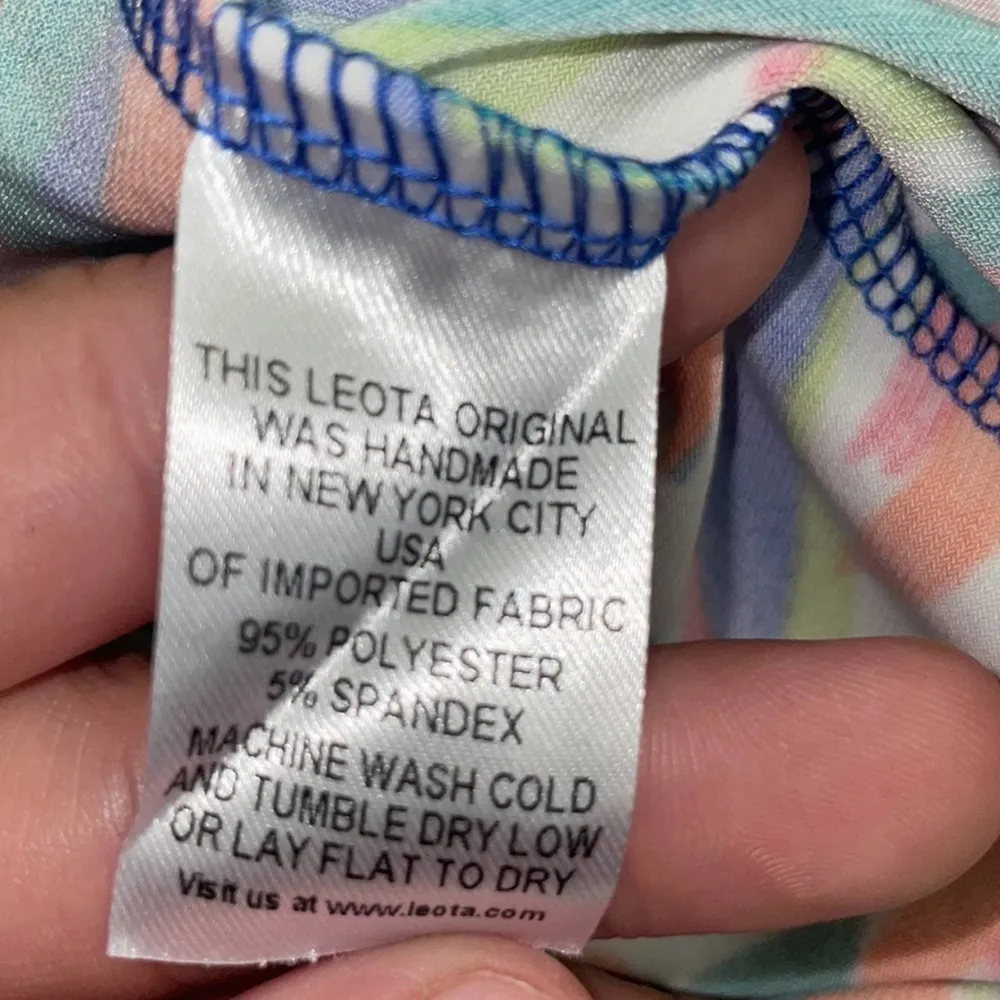 THIS LEOTA ORIGINAL
WAS HANDMADE
IN NEW YORK CITY
USA
OF IMPORTED FABRIC
95% POLYESTER
5% SPANDEX
MACHINE WASH COLD
AND TUMBLE DRY LOW
OR LAY FLAT TO DRY
Visit us at www.leota.com